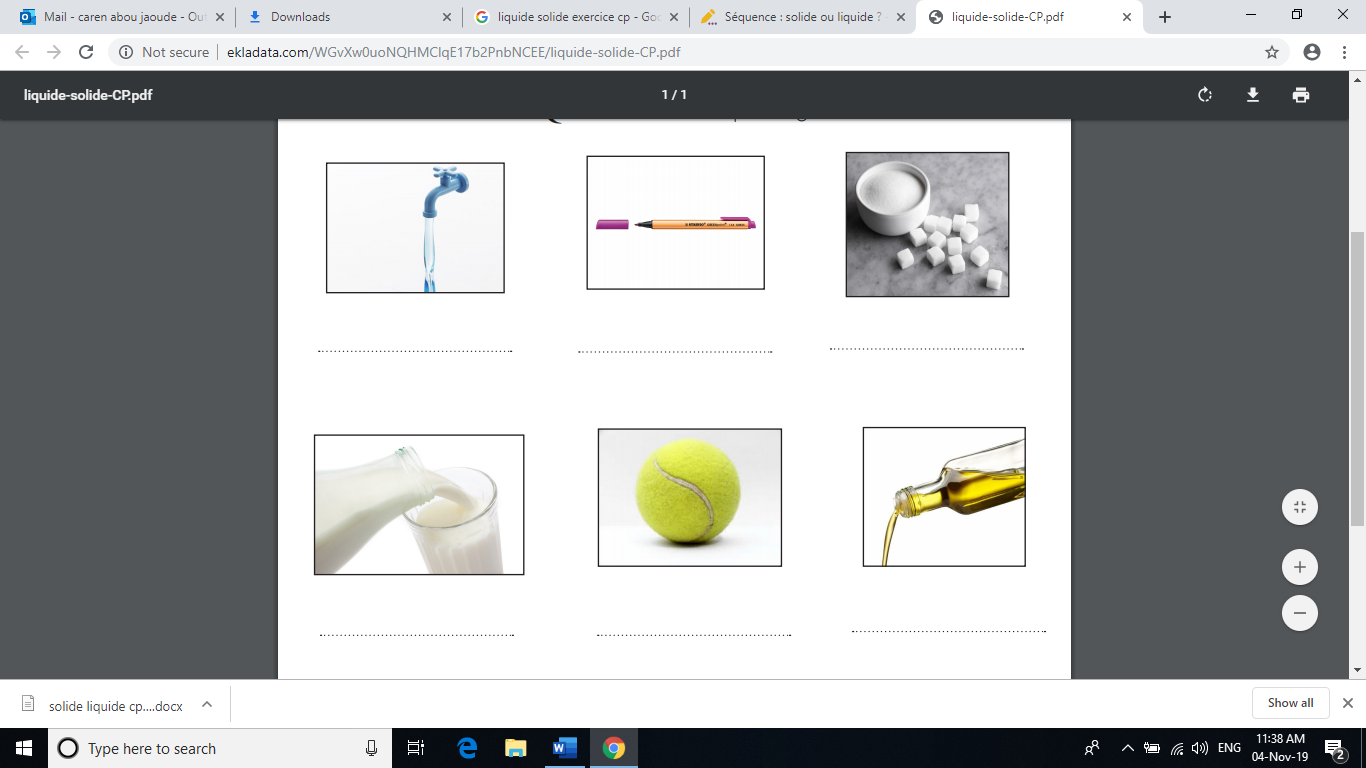 Mail - caren abou jaoude - Ou
Downloads
liquide solide exercice cp - Goo
Séquence : solide ou liquide ? -
liquide-solide-CP.pdf
Not secure
ekladata.com/WGvXw0uoNQHMClqE17b2PnbNCEE/liquide-solide-CP.pdf
liquide-solide-CP.pdf
1 / 1
solide liquide cp....docx
Show all
Type here to search
ENG
11:38 AM
04-Nov-19
2